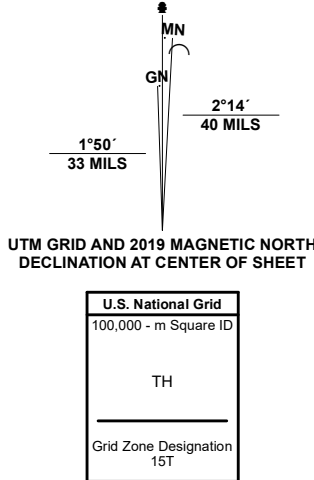 MN
GN
2°14´
40 MILS
1°50´
33 MILS
UTM GRID AND 2019 MAGNETIC NORTH
DECLINATION AT CENTER OF SHEET
U.S. National Grid
100,000 - m Square ID
TH
Grid Zone Designation
15T